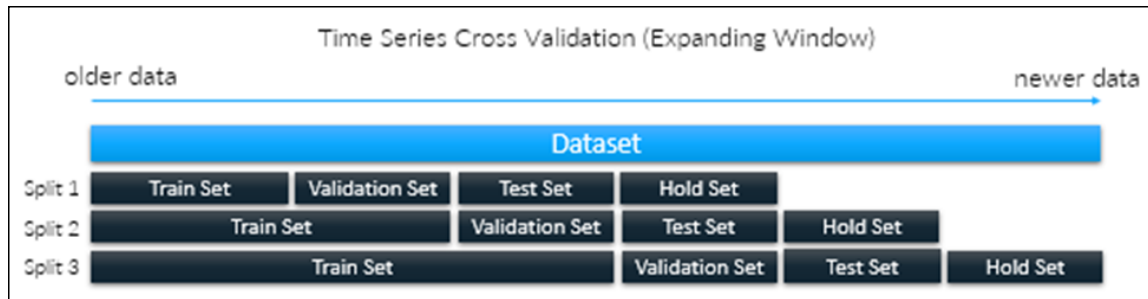 Time Series Cross Validation (Expanding Window)
older data newer data
Dataset
Split 1 Train Set Validation Set Test Set Hold Set
Split 2 Train Set Validation Set Test Set Hold Set
Split 3 Train Set Validation Set Test Set Hold Set